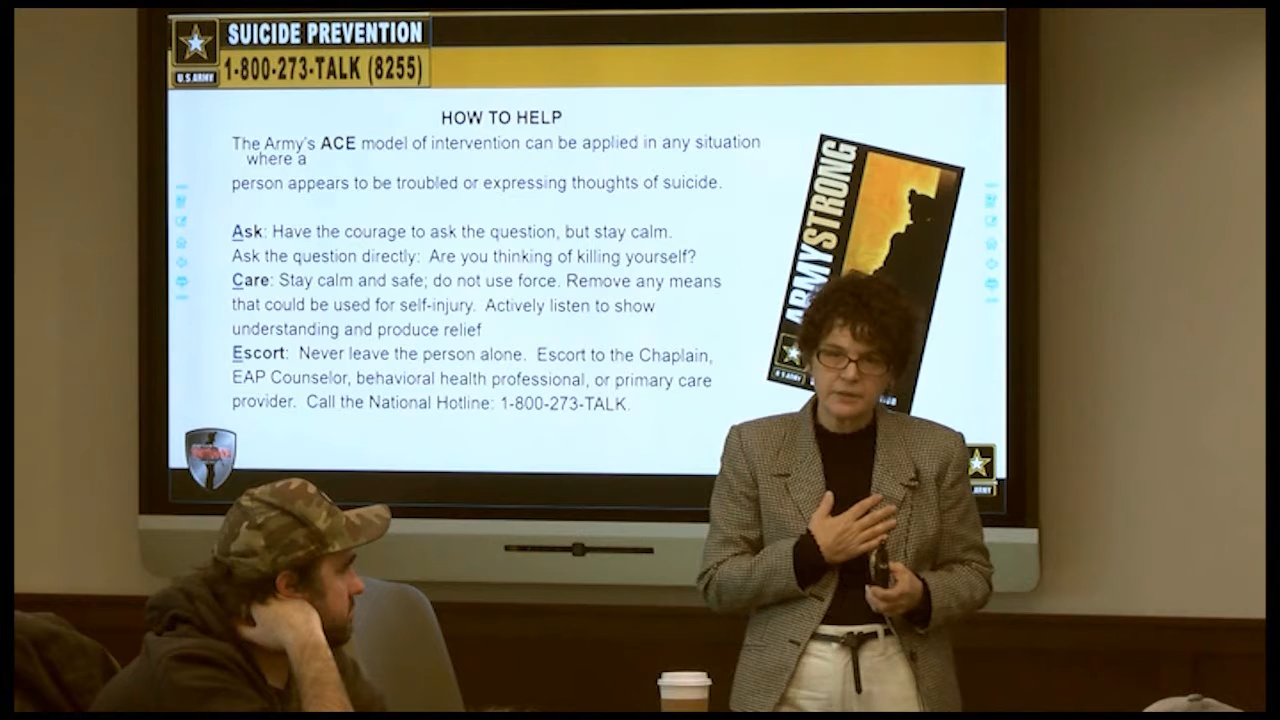 SUICIDE PREVENTION
1-800-273-TALK (8255)
U.S.ARMY
HOW TO HELP
The Army's ACE model of intervention can be applied in any situation
where a
person appears to be troubled or expressing thoughts of suicide.
Ask: Have the courage to ask the question, but stay calm.
Ask the question directly: Are you thinking of killing yourself?
Care: Stay calm and safe; do not use force. Remove any means
that could be used for self-injury. Actively listen to show
understanding and produce relief
Escort: Never leave the person alone. Escort to the Chaplain,
EAP Counselor, behavioral health professional, or primary care
provider. Call the National Hotline: 1-800-273-TALK.
ARMYSTRONG
U.S.ARMY